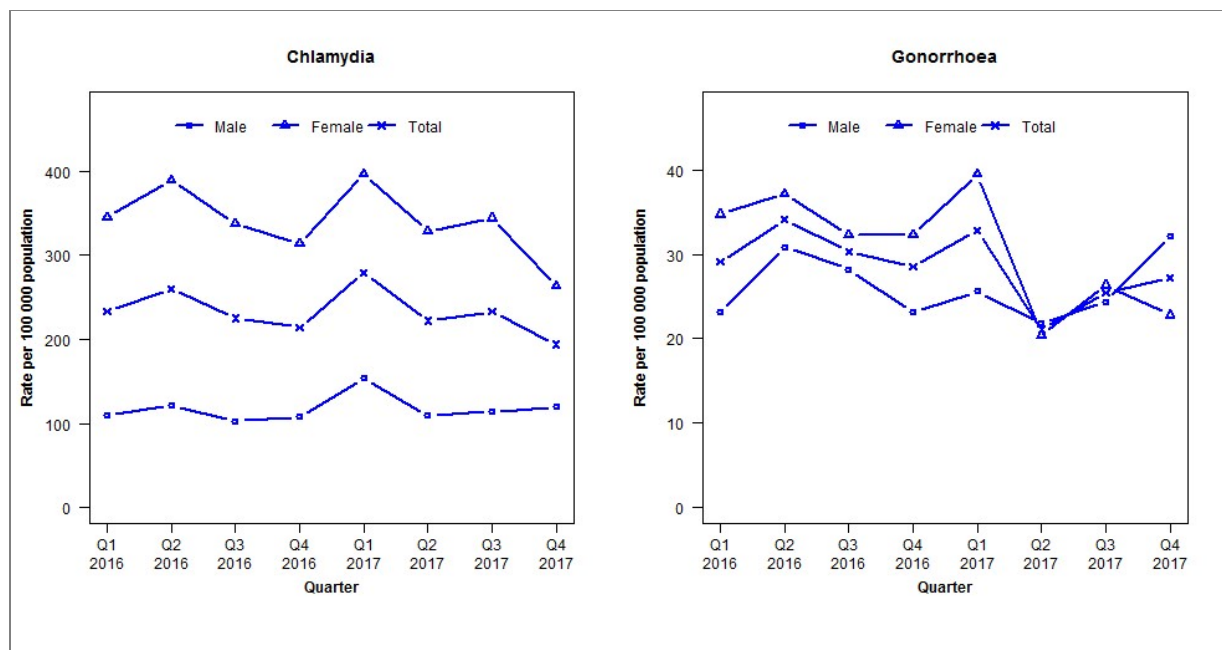 Chlamydia
Male Female Total
400
300
200
100
0
Rate per 100 000 population
Q1 Q2 Q3 Q4 Q1 Q2 Q3 Q4
2016 2016 2016 2016 2017 2017 2017 2017
Quarter
Gonorrhoea
Male Female Total
40
30
20
10
0
Rate per 100 000 population
Q1 Q2 Q3 Q4 Q1 Q2 Q3 Q4
2016 2016 2016 2016 2017 2017 2017 2017
Quarter